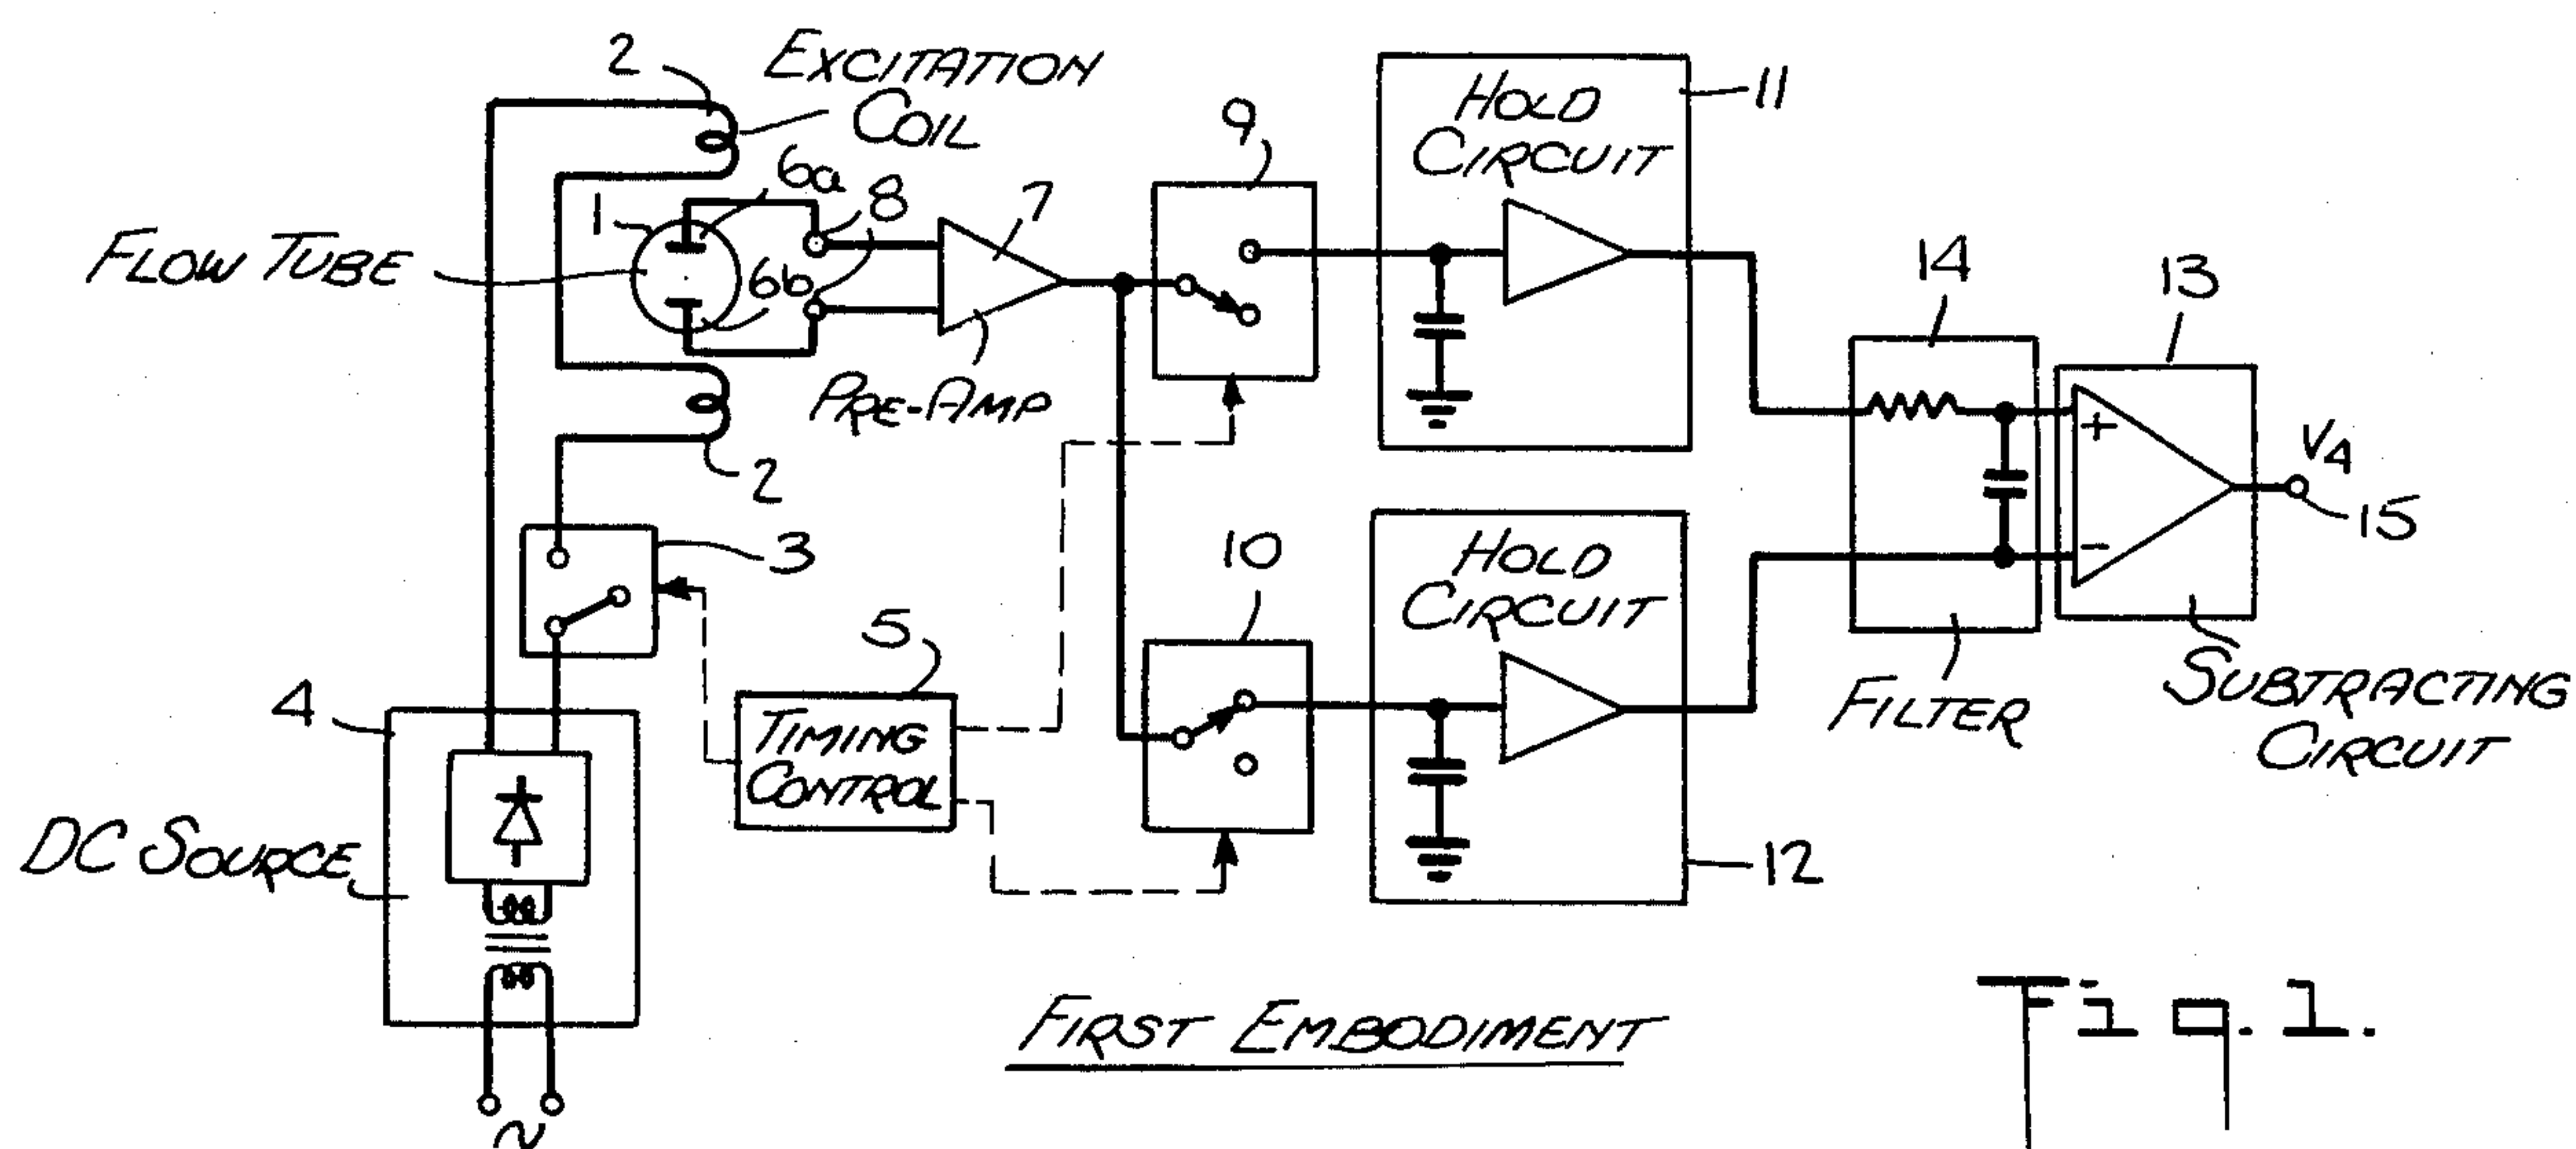 2
EXCITATION
COIL
6a
8
1
FLOW TUBE
6b
7
PRE-AMP
2
3
9
HOLD
CIRCUIT
11
14
13
+
-
V4
15
10
HOLD
CIRCUIT
12
FILTER
SUBTRACTING
CIRCUIT
5
TIMING
CONTROL
4
DC SOURCE
~
FIRST EMBODIMENT
Fig. 1.